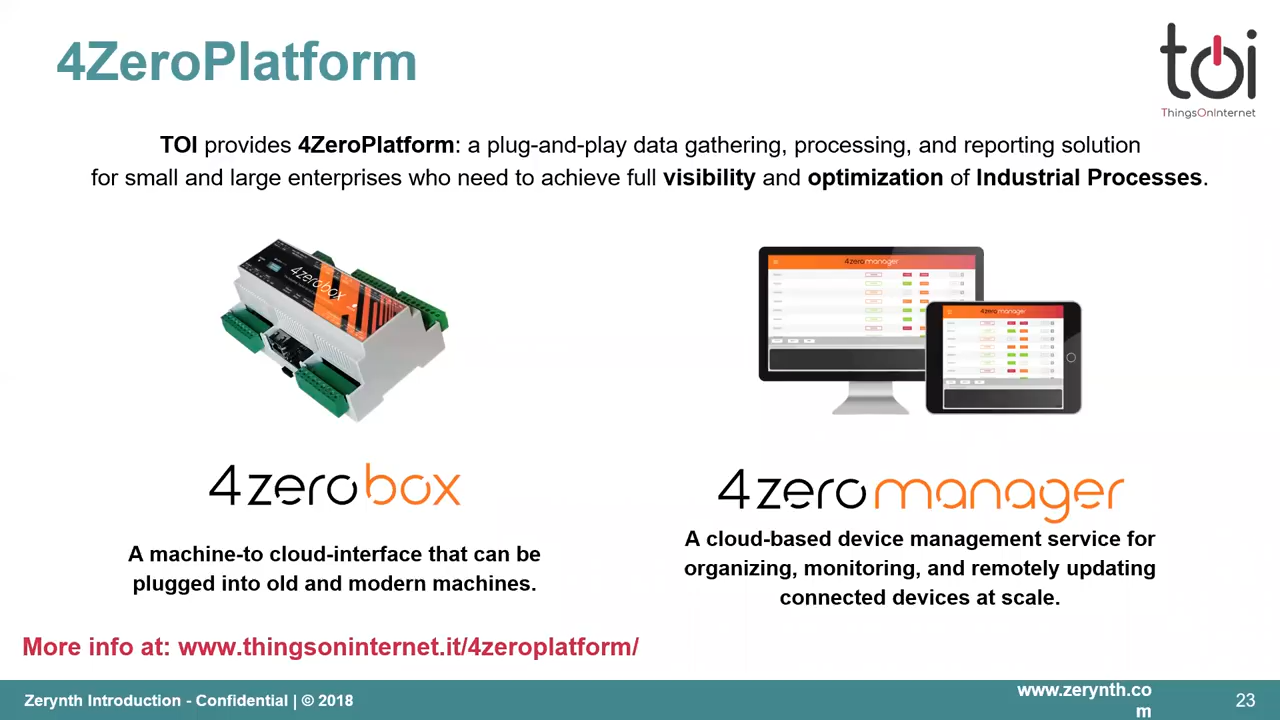 4ZeroPlatform
toi
ThingsOnInternet
TOI provides 4ZeroPlatform: a plug-and-play data gathering, processing, and reporting solution
for small and large enterprises who need to achieve full visibility and optimization of Industrial Processes.
4zerobox
4zeromanager
4zeromanager
4zerobox
4zeromanager
A machine-to cloud-interface that can be
plugged into old and modern machines.
A cloud-based device management service for
organizing, monitoring, and remotely updating
connected devices at scale.
More info at: www.thingsoninternet.it/4zeroplatform/
Zerynth Introduction - Confidential | © 2018
www.zerynth.co
m
23